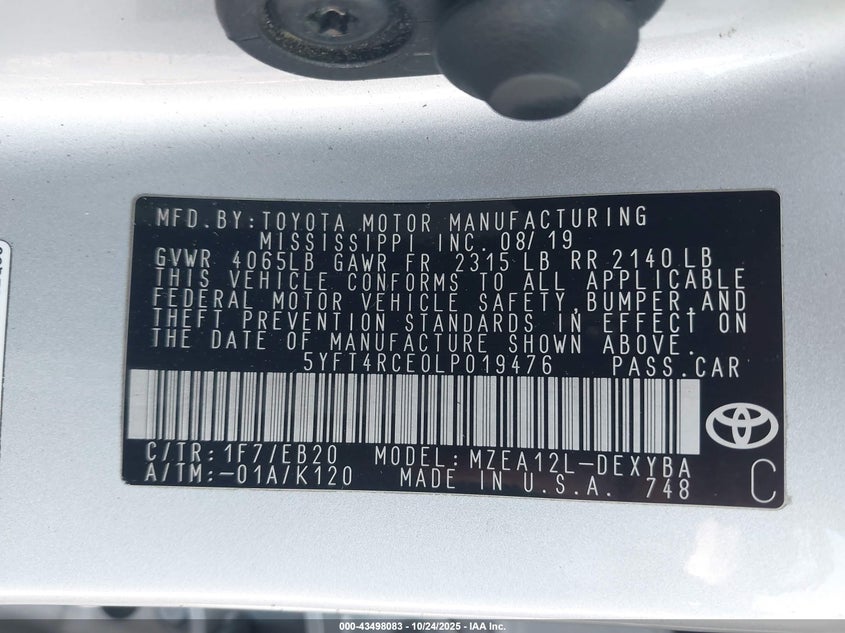 MFD.BY:TOYOTA MOTOR MANUFACTURING
MISSISSIPPI INC. 08/19
GVWR 4065LB GAWR FR 2315LB RR 2140LB
THIS VEHICLE CONFORMS TO ALL APPLICABLE
FEDERAL MOTOR VEHICLE SAFETY,BUMPER,AND
THEFT PREVENTION STANDARDS IN EFFECT ON
THE DATE OF MANUFACTURE SHOWN ABOVE.
5YFT4RCE0LP019476 PASS.CAR
C/TR:1F7/EB20 MODEL:MZEA12L-DEXYBA
A/TM:-01A/K120 MADE IN U.S.A. 748 C
000-43498083 - 10/24/2025 - IAA Inc.